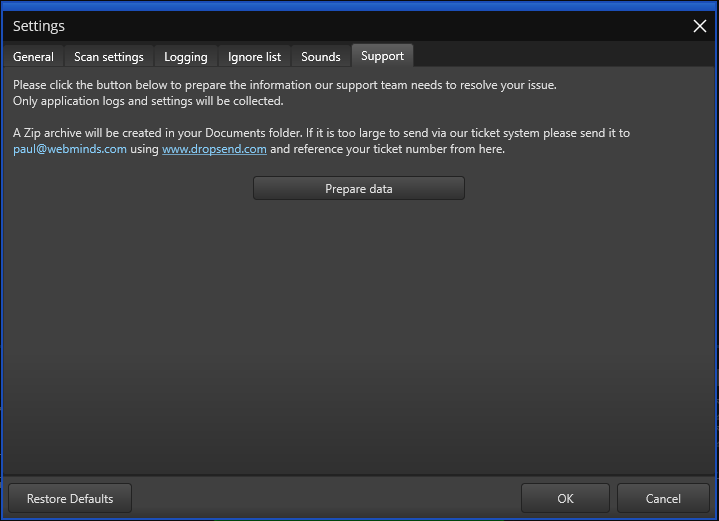 Settings
General Scan settings Logging Ignore list Sounds Support
Please click the button below to prepare the information our support team needs to resolve your issue.
Only application logs and settings will be collected.
A Zip archive will be created in your Documents folder. If it is too large to send via our ticket system please send it to
paul@webminds.com using www.dropsend.com and reference your ticket number from here.
Prepare data
Restore Defaults OK Cancel